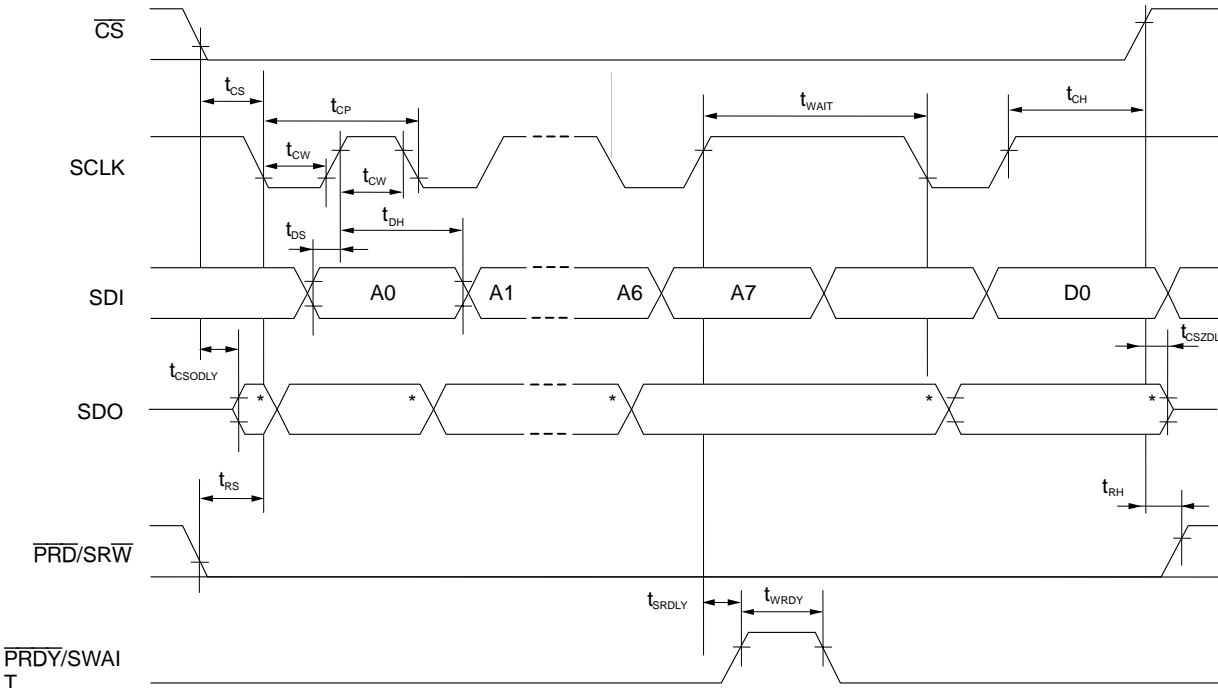 CS
tCS
tCP
tWAIT
tCH
SCLK
tCW
tCW
tDS
tDH
SDI
A0
A1
A6
A7
D0
tCSODLY
tCSZDL
SDO
*
*
*
*
*
tRS
tRH
PRD/SRW
tSRDLY
tWRDY
PRDY/SWAI
T